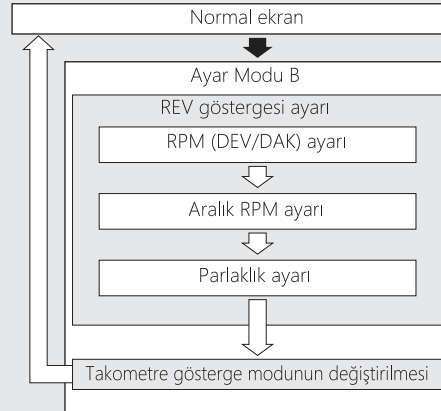 Normal ekran
Ayar Modu B
REV göstergesi ayarı
RPM (DEV/DAK) ayarı
Aralık RPM ayarı
Parlaklık ayarı
Takometre gösterge modunun değiştirilmesi